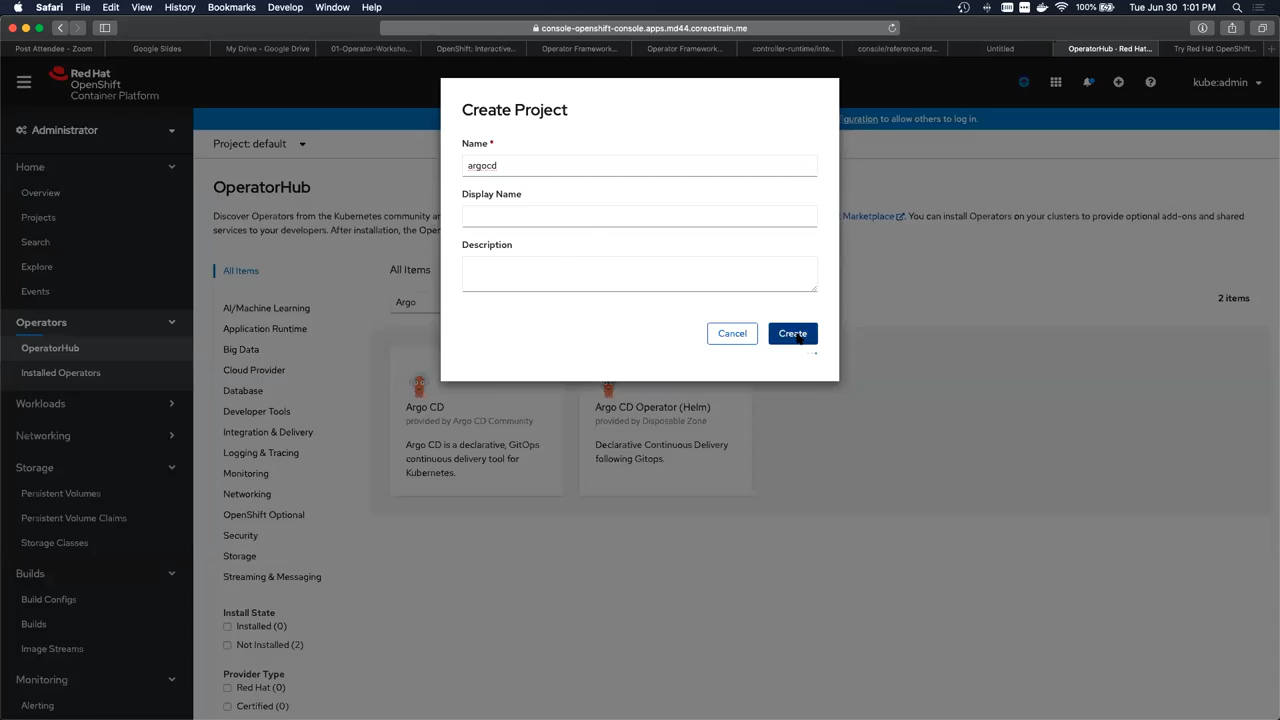 Safari File Edit View History Bookmarks Develop Window Help 100% Tue Jun 30 1:01 PM
console-openshift-console.apps.md44.coreostrain.me
Post Attendee - Zoom Google Slides My Drive - Google Drive 01-Operator-Worksho... OpenShift: Interactive... Operator Framework... Operator Framework... controller-runtime/inte... console/reference.md... Untitled OperatorHub · Red Hat... Try Red Hat OpenShift...
Red Hat
OpenShift
Container Platform
kube:admin
Administrator
Home
Overview
Projects
Search
Explore
Events
Operators
OperatorHub
Installed Operators
Workloads
Networking
Storage
Persistent Volumes
Persistent Volume Claims
Storage Classes
Builds
Build Configs
Builds
Image Streams
Monitoring
Alerting
guration to allow others to log in.
Project: default
OperatorHub
Discover Operators from the Kubernetes community a
Marketplace. You can install Operators on your clusters to provide optional add-ons and shared
services to your developers. After installation, the Ope
All Items
AI/Machine Learning
Application Runtime
Big Data
Cloud Provider
Database
Developer Tools
Integration & Delivery
Logging & Tracing
Monitoring
Networking
OpenShift Optional
Security
Storage
Streaming & Messaging
Install State
Installed (0)
Not Installed (2)
Provider Type
Red Hat (0)
Certified (0)
All Items
Argo
2 items
Argo CD
provided by Argo CD Community
Argo CD is a declarative, GitOps
continuous delivery tool for
Kubernetes.
Argo CD Operator (Helm)
provided by Disposable Zone
Declarative Continuous Delivery
following Gitops.
Create Project
Name *
argocd
Display Name
Description
Cancel
Create